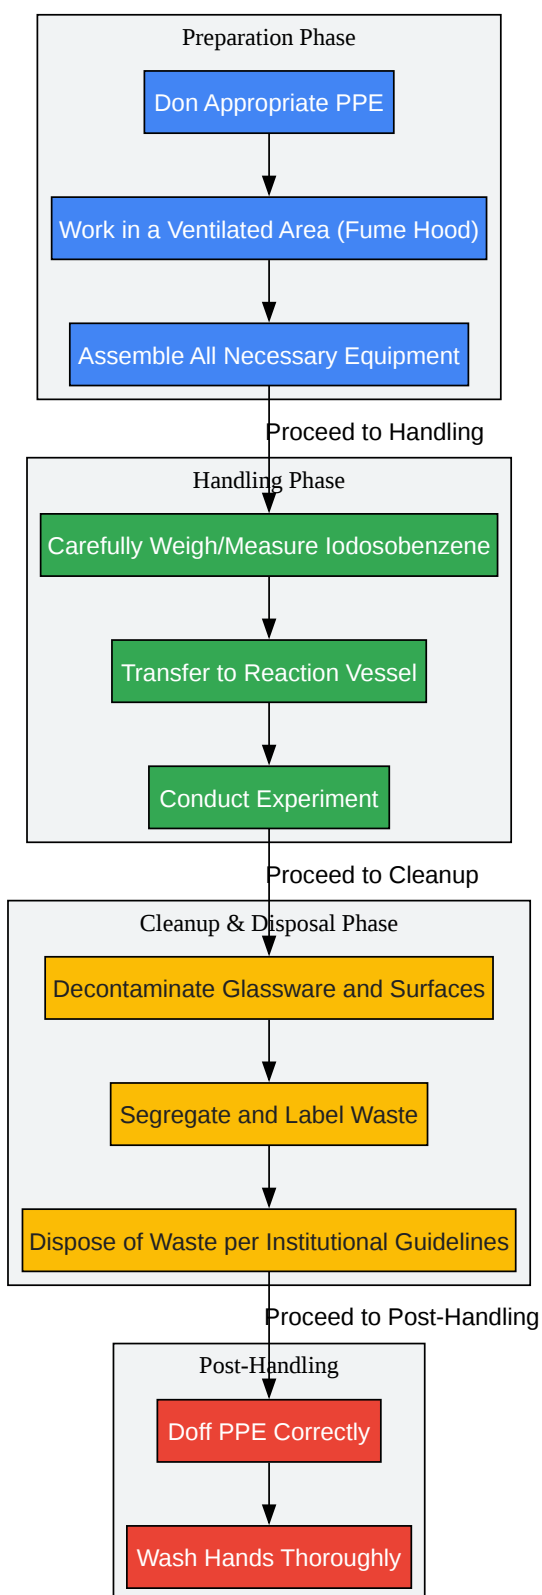 Preparation Phase
Don Appropriate PPE
Work in a Ventilated Area (Fume Hood)
Assemble All Necessary Equipment
Proceed to Handling
Handling Phase
Carefully Weigh/Measure Iodosobenzene
Transfer to Reaction Vessel
Conduct Experiment
Proceed to Cleanup
Cleanup & Disposal Phase
Decontaminate Glassware and Surfaces
Segregate and Label Waste
Dispose of Waste per Institutional Guidelines
Proceed to Post-Handling
Post-Handling
Doff PPE Correctly
Wash Hands Thoroughly